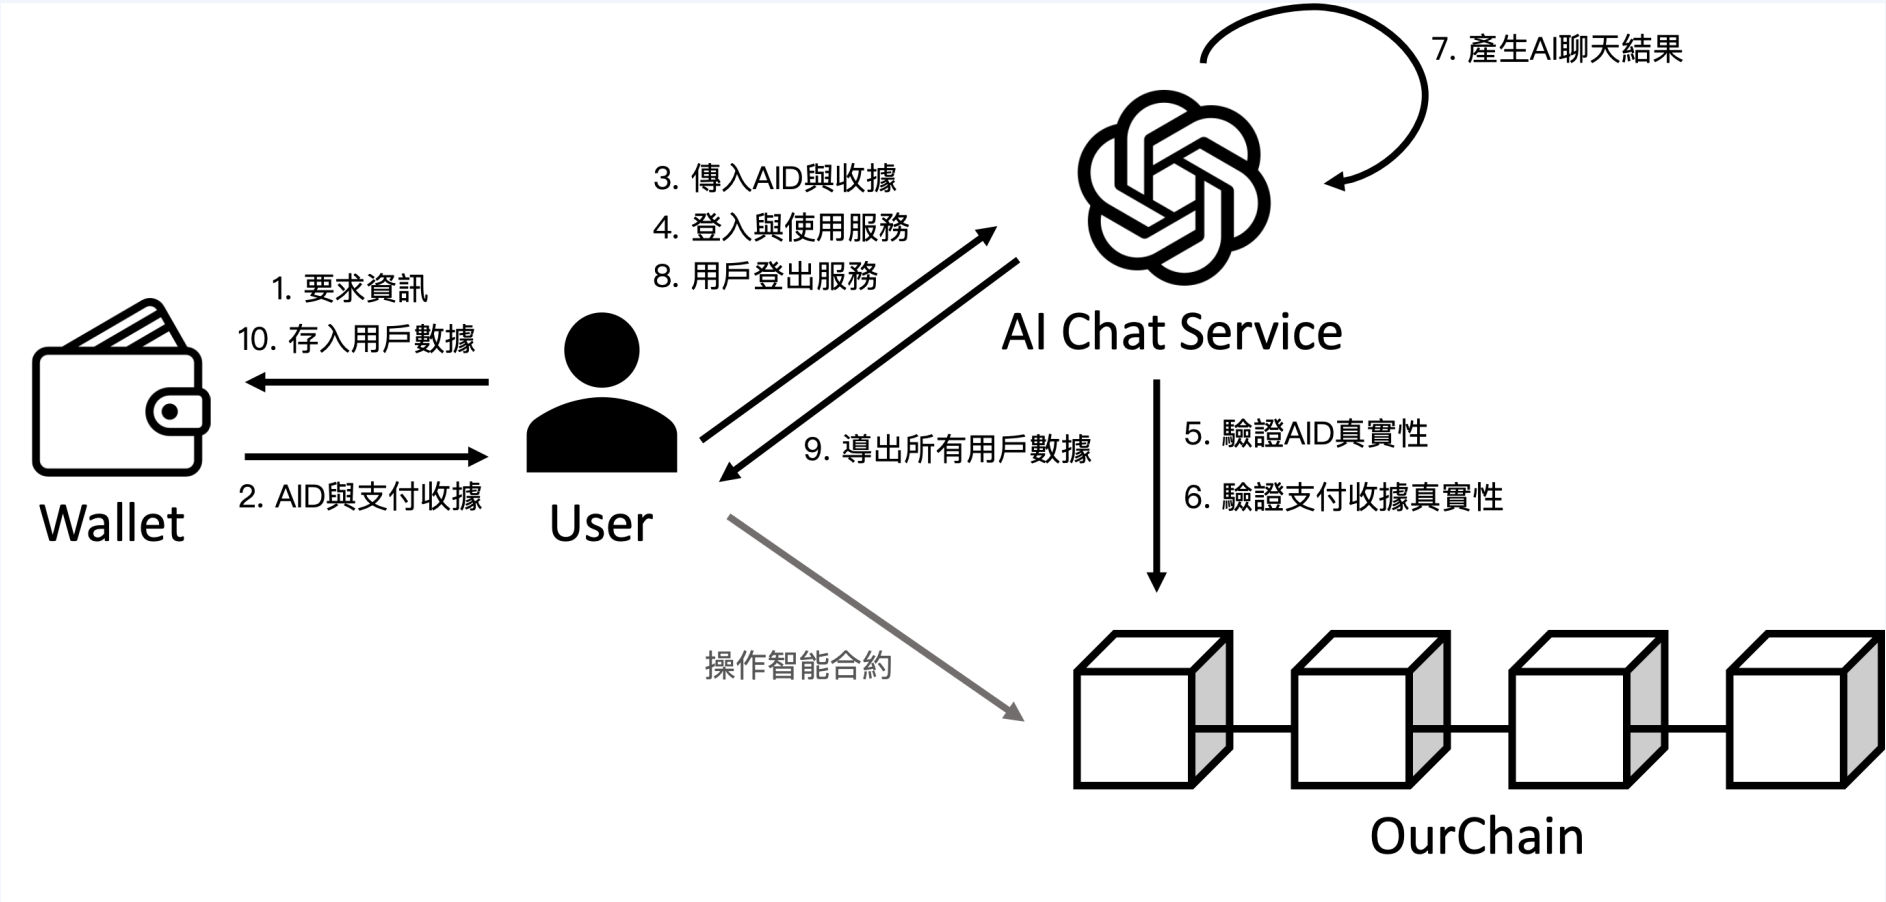 7. 產生AI聊天結果
3. 傳入AID與收據
4. 登入與使用服務
8. 用戶登出服務
1. 要求資訊
10. 存入用戶數據
AI Chat Service
9. 導出所有用戶數據
5. 驗證AID真實性
6. 驗證支付收據真實性
2. AID與支付收據
Wallet
User
操作智能合約
OurChain